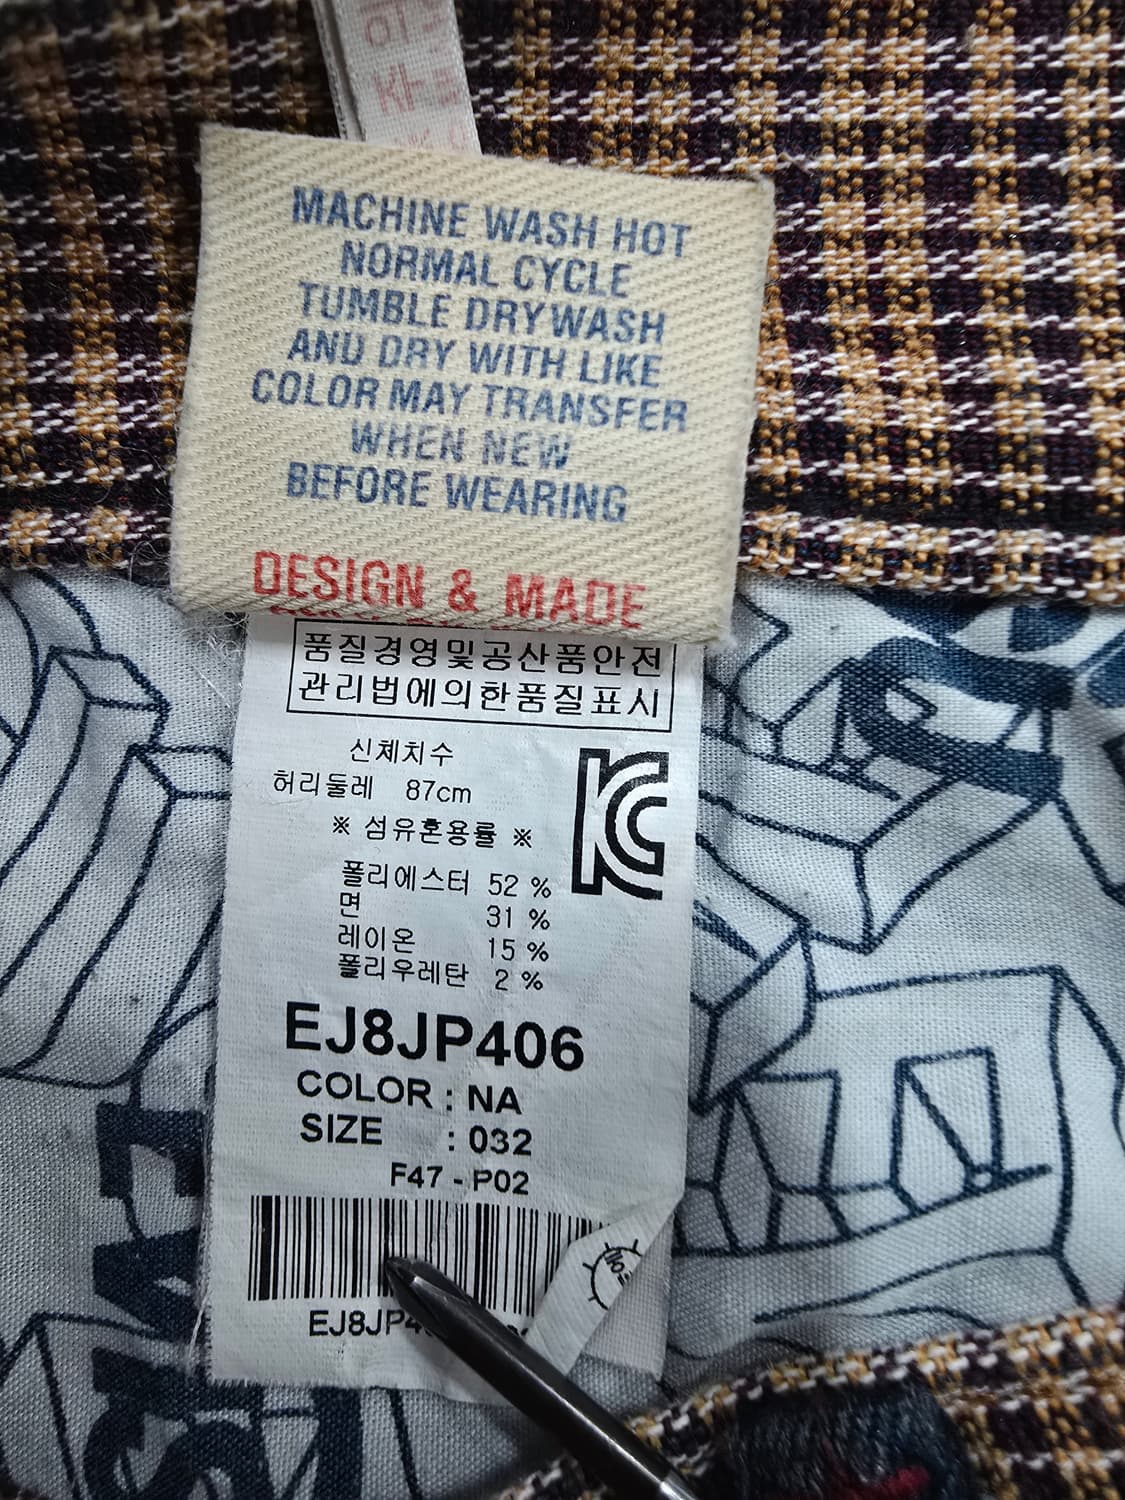 MACHINE WASH HOT
NORMAL CYCLE
TUMBLE DRY WASH
AND DRY WITH LIKE
COLOR MAY TRANSFER
WHEN NEW
BEFORE WEARING
DESIGN & MADE
품질경영및공산품안전
관리법에의한품질표시
신체치수
허리둘레 87cm
※ 섬유혼용률 ※
폴리에스터 52 %
면 31 %
레이온 15 %
폴리우레탄 2 %
EJ8JP406
COLOR : NA
SIZE : 032
F47 - P02